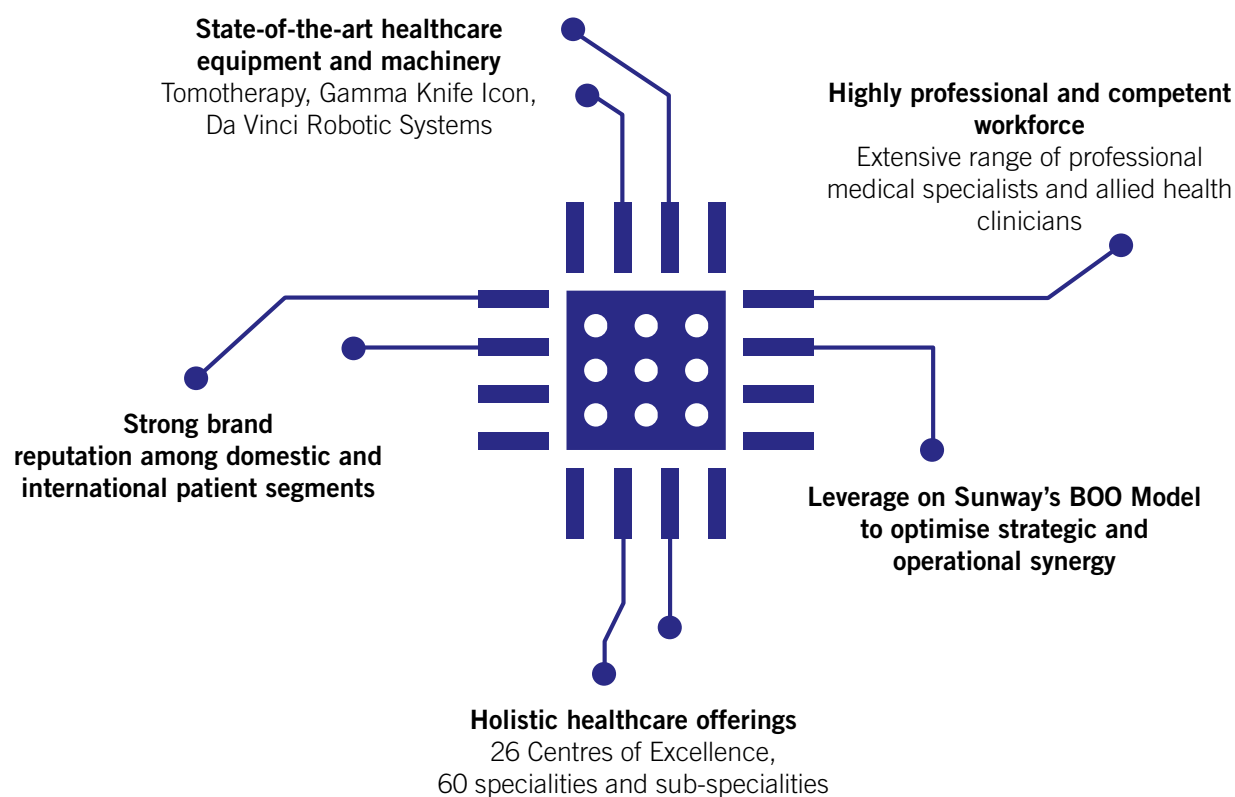 State-of-the-art healthcare
equipment and machinery
Tomotherapy, Gamma Knife Icon,
Da Vinci Robotic Systems
Highly professional and competent
workforce
Extensive range of professional
medical specialists and allied health
clinicians
Strong brand
reputation among domestic and
international patient segments
Leverage on Sunway's BOO Model
to optimise strategic and
operational synergy
Holistic healthcare offerings
26 Centres of Excellence,
60 specialities and sub-specialities